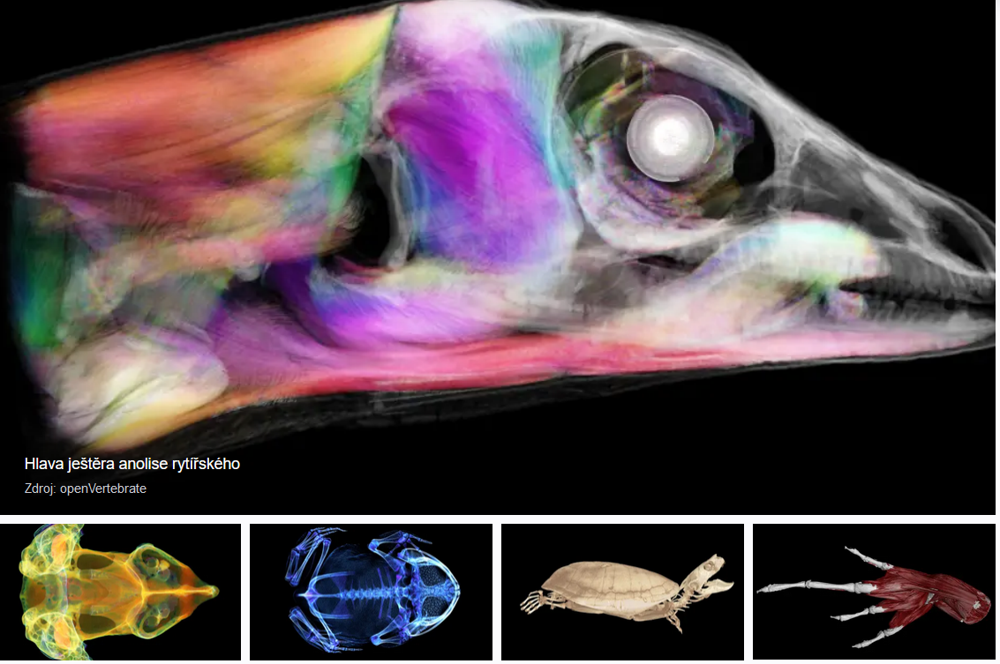 Hlava ještěra anolise rytířského
Zdroj: openVertebrate